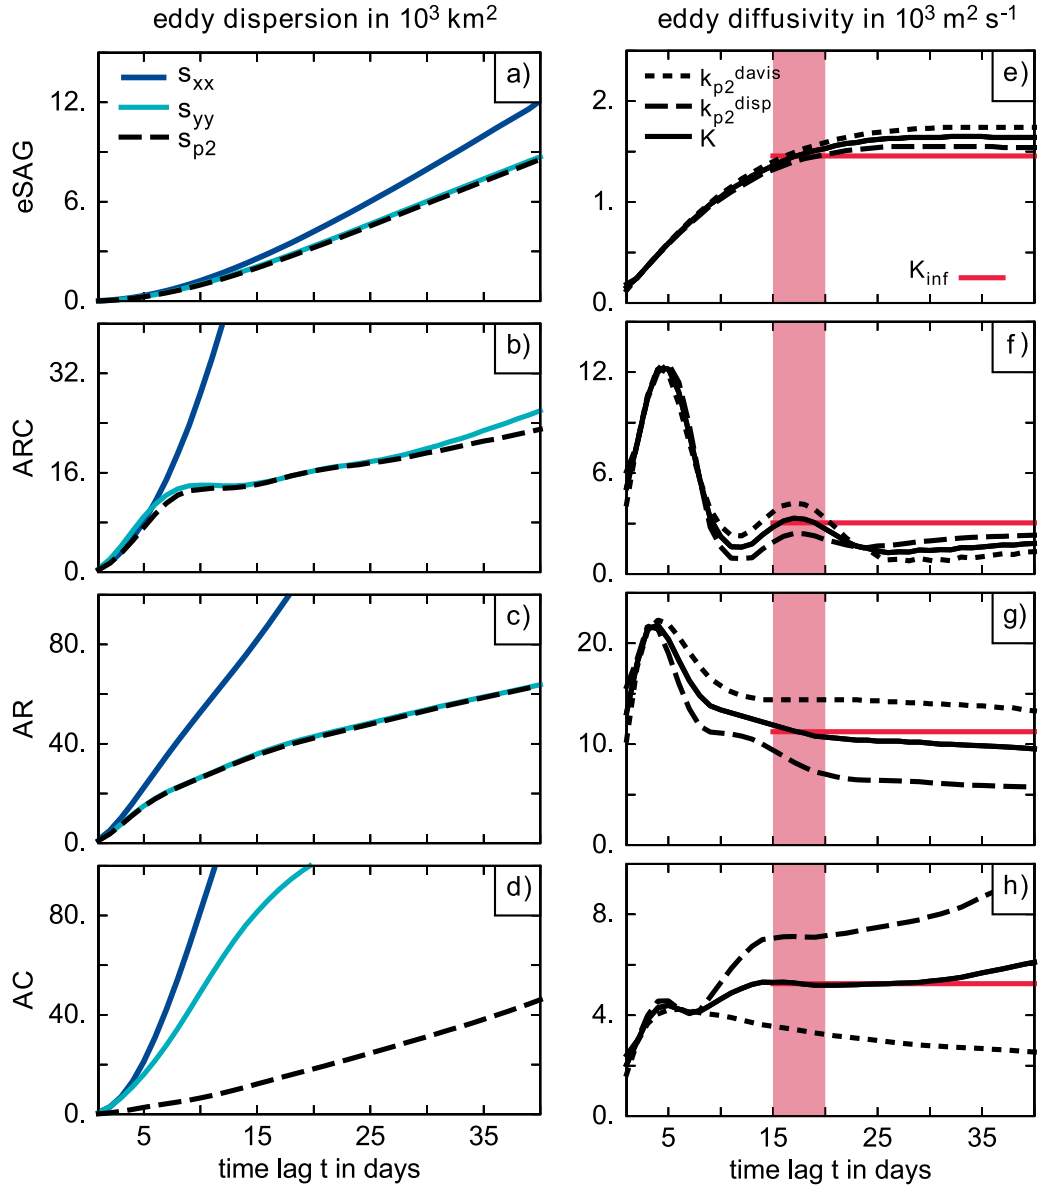 eddy dispersion in 10³ km²
eddy diffusivity in 10³ m² s⁻¹
eSAG
12.
6.
0.
s_xx
s_yy
s_p2
a)
2.
1.
0.
k_p2^davis
k_p2^disp
K
K_inf
e)
ARC
32.
16.
0.
b)
12.
6.
0.
f)
AR
80.
40.
0.
c)
20.
10.
0.
g)
AC
80.
40.
0.
d)
8.
4.
0.
h)
5 15 25 35
5 15 25 35
time lag t in days
time lag t in days